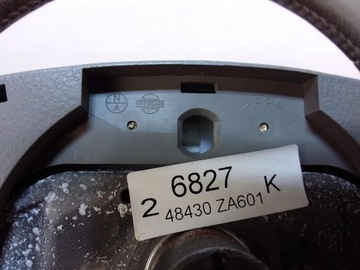 N
A
NISSAN
>PP<
2 6827 K
48430 ZA601